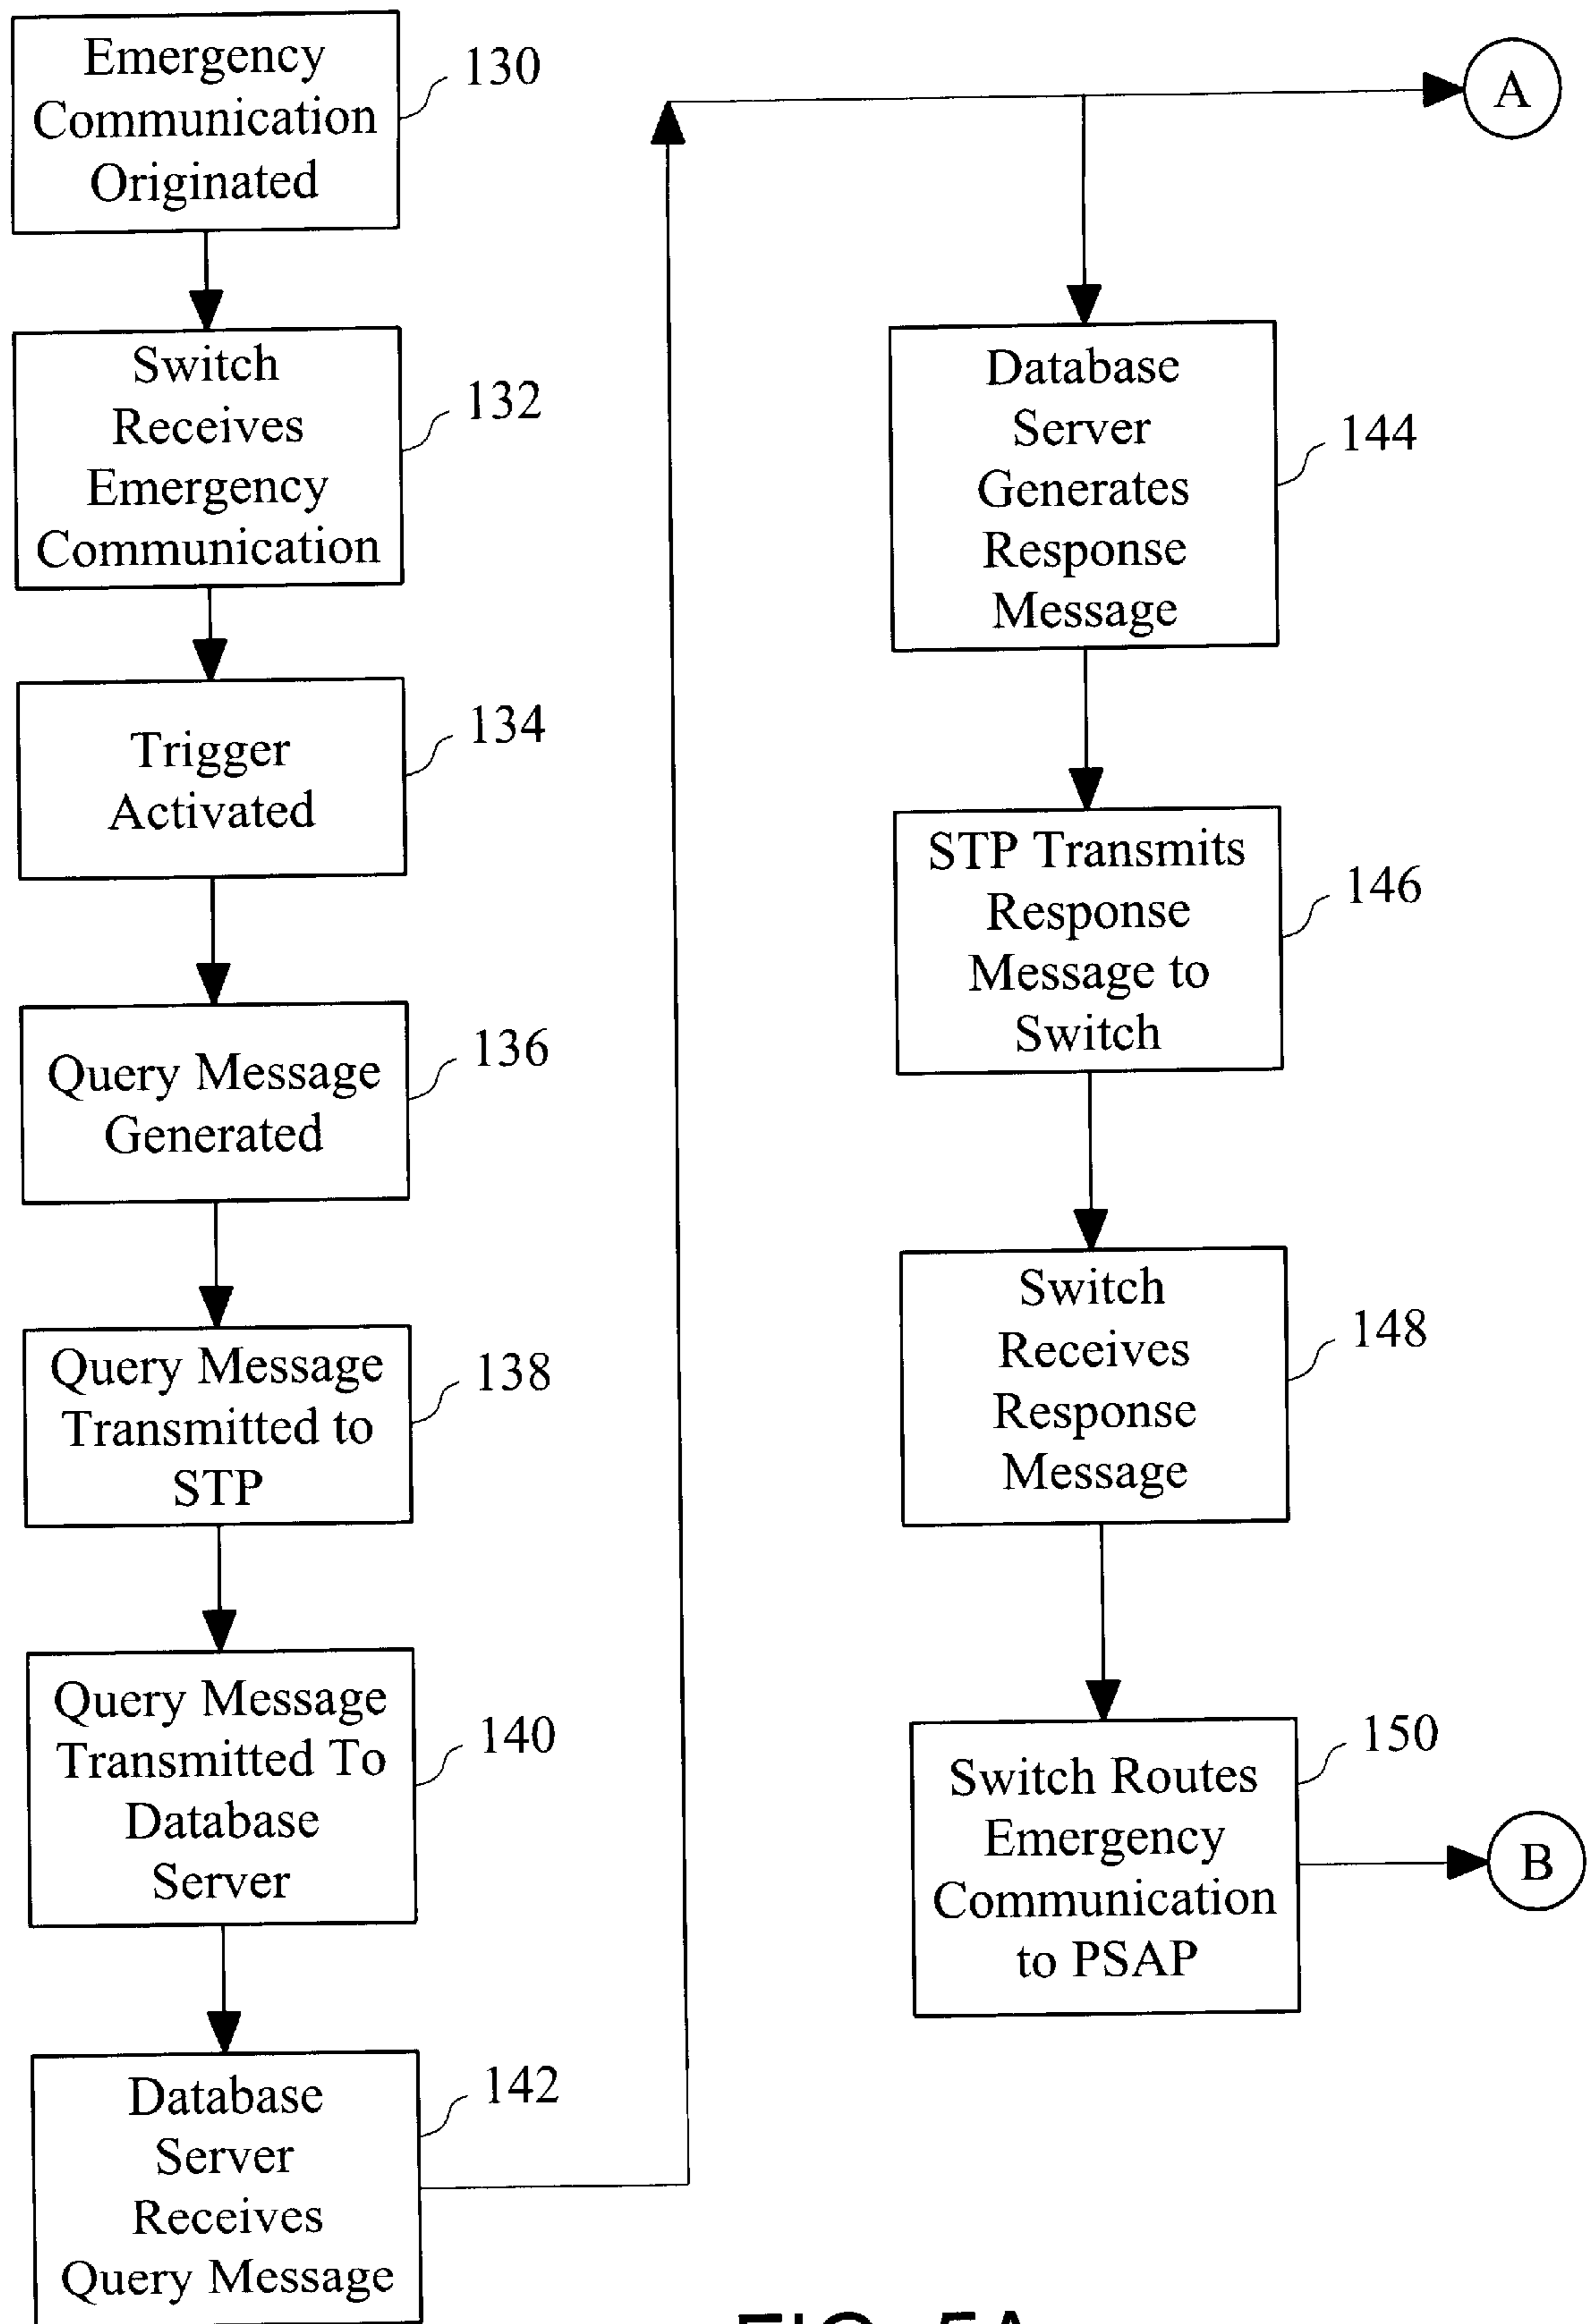 Emergency
Communication
Originated
130
Switch
Receives
Emergency
Communication
132
Trigger
Activated
134
Query Message
Generated
136
Query Message
Transmitted to
STP
138
Query Message
Transmitted To
Database
Server
140
Database
Server
Receives
Query Message
142
A
Database
Server
Generates
Response
Message
144
STP Transmits
Response
Message to
Switch
146
Switch
Receives
Response
Message
148
Switch Routes
Emergency
Communication
to PSAP
150
B
FIG. 5A